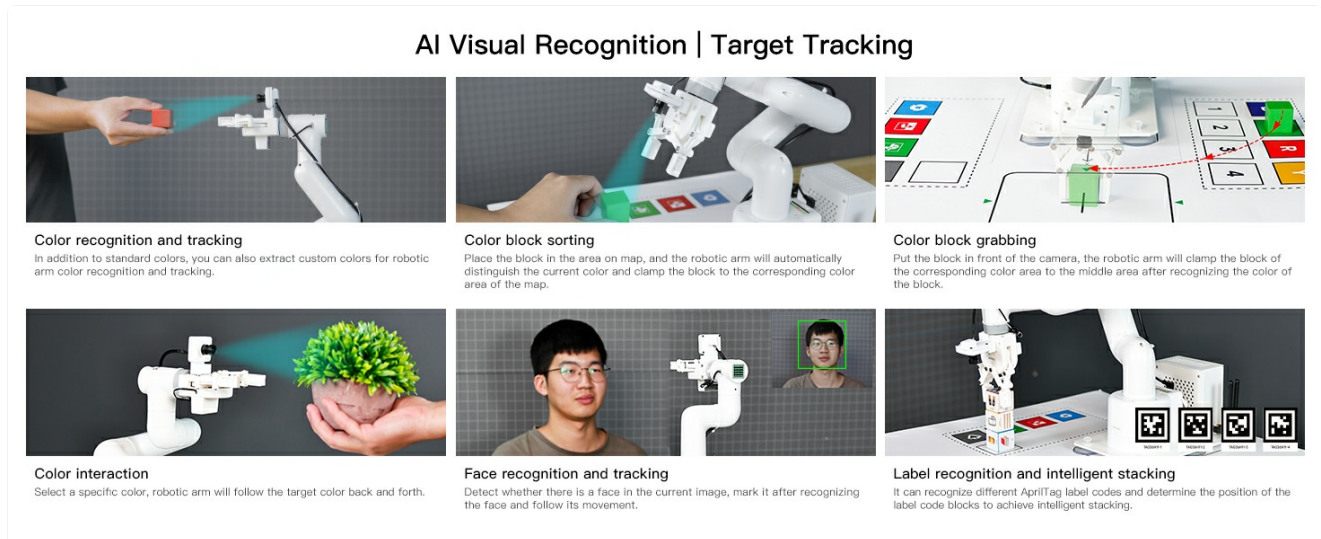 AI Visual Recognition | Target Tracking
1
2
3
4
R
Y
Color recognition and tracking
In addition to standard colors, you can also extract custom colors for robotic
arm color recognition and tracking.
Color block sorting
Place the block in the area on map, and the robotic arm will automatically
distinguish the current color and clamp the block to the corresponding color
area of the map.
Color block grabbing
Put the block in front of the camera, the robotic arm will clamp the block of
the corresponding color area to the middle area after recognizing the color of
the block.
Color interaction
Select a specific color, robotic arm will follow the target color back and forth.
Face recognition and tracking
Detect whether there is a face in the current image, mark it after recognizing
the face and follow its movement.
Label recognition and intelligent stacking
It can recognize different AprilTag label codes and determine the position of the
label code blocks to achieve intelligent stacking.